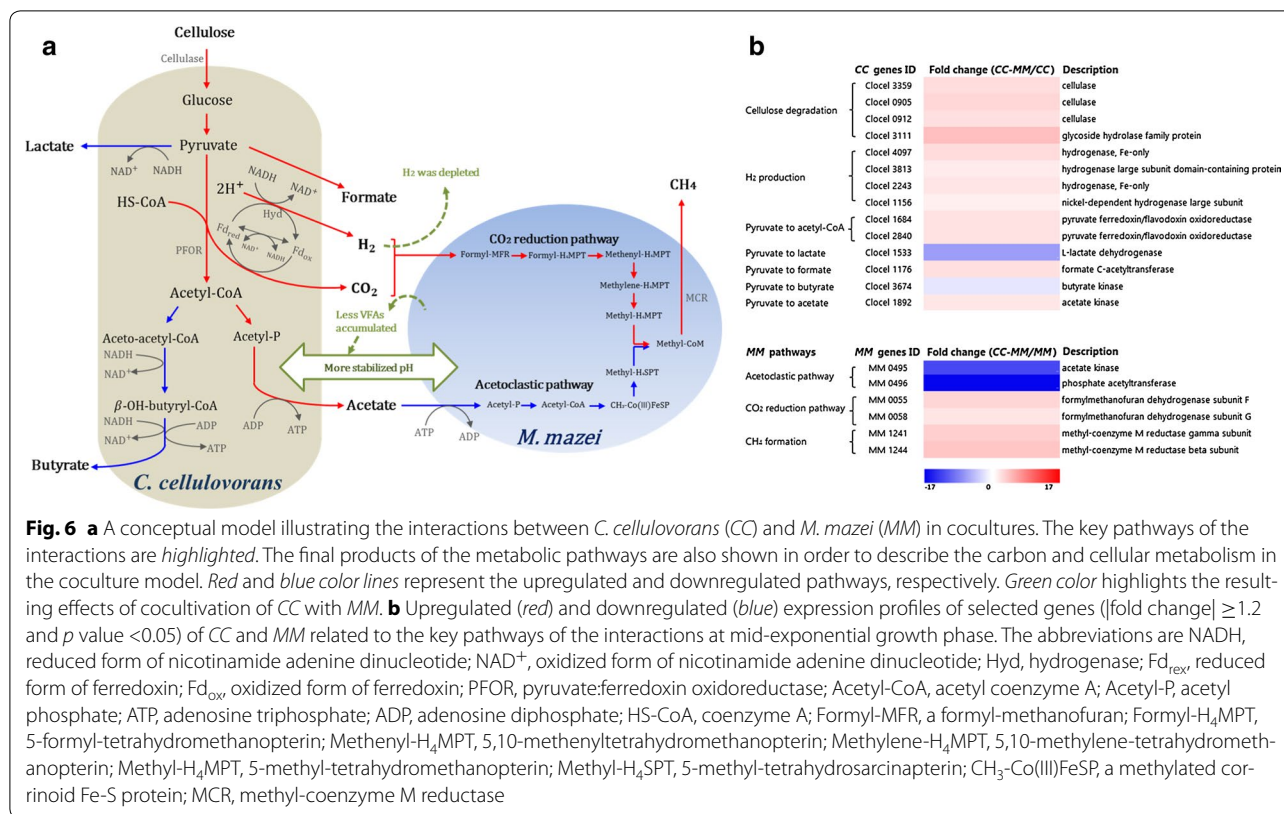 a
Cellulose
Cellulase
Glucose
Lactate
Pyruvate
NAD+ NADH
2H+
NADH
NAD+
Hyd
HS-CoA
Formate
H₂ was depleted
CH4
Fd_red
NAD+
NADH
Fd_ox
PFOR
H₂
CO₂
CO₂ reduction pathway
Formyl-MFR Formyl-H₄MPT Methenyl-H₄MPT
Methylene-H₄MPT
Methyl-H₄MPT
MCR
Methyl-CoM
Methyl-H₄SPT
Acetyl-CoA
Less VFAs
accumulated
Aceto-acetyl-CoA
Acetyl-P
NADH
NAD+
More stabilized pH
Acetoclastic pathway
β-OH-butyryl-CoA
Acetate
Acetyl-P Acetyl-CoA CH₃-Co(III)FeSP
NADH ADP
NAD+ ATP
ADP ATP
ATP ADP
Butyrate
C. cellulovorans
M. mazei
b
CC genes ID Fold change (CC-MM/CC) Description
Cellulose degradation
Clocel 3359 cellulase
Clocel 0905 cellulase
Clocel 0912 cellulase
Clocel 3111 glycoside hydrolase family protein
H₂ production
Clocel 4097 hydrogenase, Fe-only
Clocel 3813 hydrogenase large subunit domain-containing protein
Clocel 2243 hydrogenase, Fe-only
Clocel 1156 nickel-dependent hydrogenase large subunit
Pyruvate to acetyl-CoA
Clocel 1684 pyruvate ferredoxin/flavodoxin oxidoreductase
Clocel 2840 pyruvate ferredoxin/flavodoxin oxidoreductase
Pyruvate to lactate Clocel 1533 L-lactate dehydrogenase
Pyruvate to formate Clocel 1176 formate C-acetyltransferase
Pyruvate to butyrate Clocel 3674 butyrate kinase
Pyruvate to acetate Clocel 1892 acetate kinase
MM pathways MM genes ID Fold change (CC-MM/MM) Description
Acetoclastic pathway
MM 0495 acetate kinase
MM 0496 phosphate acetyltransferase
CO₂ reduction pathway
MM 0055 formylmethanofuran dehydrogenase subunit F
MM 0058 formylmethanofuran dehydrogenase subunit G
CH₄ formation
MM 1241 methyl-coenzyme M reductase gamma subunit
MM 1244 methyl-coenzyme M reductase beta subunit
-17 0 17
Fig. 6 a A conceptual model illustrating the interactions between C. cellulovorans (CC) and M. mazei (MM) in cocultures. The key pathways of the
interactions are highlighted. The final products of the metabolic pathways are also shown in order to describe the carbon and cellular metabolism in
the coculture model. Red and blue color lines represent the upregulated and downregulated pathways, respectively. Green color highlights the result-
ing effects of cocultivation of CC with MM. b Upregulated (red) and downregulated (blue) expression profiles of selected genes (|fold change| ≥1.2
and p value <0.05) of CC and MM related to the key pathways of the interactions at mid-exponential growth phase. The abbreviations are NADH,
reduced form of nicotinamide adenine dinucleotide; NAD+, oxidized form of nicotinamide adenine dinucleotide; Hyd, hydrogenase; Fd_rex, reduced
form of ferredoxin; Fd_ox, oxidized form of ferredoxin; PFOR, pyruvate:ferredoxin oxidoreductase; Acetyl-CoA, acetyl coenzyme A; Acetyl-P, acetyl
phosphate; ATP, adenosine triphosphate; ADP, adenosine diphosphate; HS-CoA, coenzyme A; Formyl-MFR, a formyl-methanofuran; Formyl-H₄MPT,
5-formyl-tetrahydromethanopterin; Methenyl-H₄MPT, 5,10-methenyltetrahydromethanopterin; Methylene-H₄MPT, 5,10-methylene-tetrahydrometh-
anopterin; Methyl-H₄MPT, 5-methyl-tetrahydromethanopterin; Methyl-H₄SPT, 5-methyl-tetrahydrosarcinapterin; CH₃-Co(III)FeSP, a methylated cor-
rinoid Fe-S protein; MCR, methyl-coenzyme M reductase